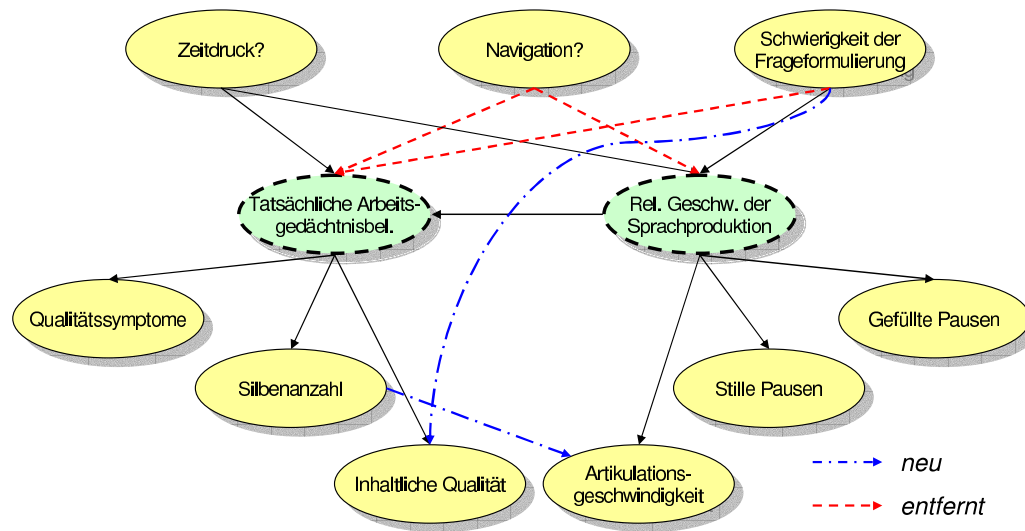 Zeitdruck?
Navigation?
Schwierigkeit der
Frageformulierung
Tatsächliche Arbeits-
gedächtnisbel.
Rel. Geschw. der
Sprachproduktion
Qualitätssymptome
Gefüllte Pausen
Silbenanzahl
Stille Pausen
Inhaltliche Qualität
Artikulations-
geschwindigkeit
neu
entfernt